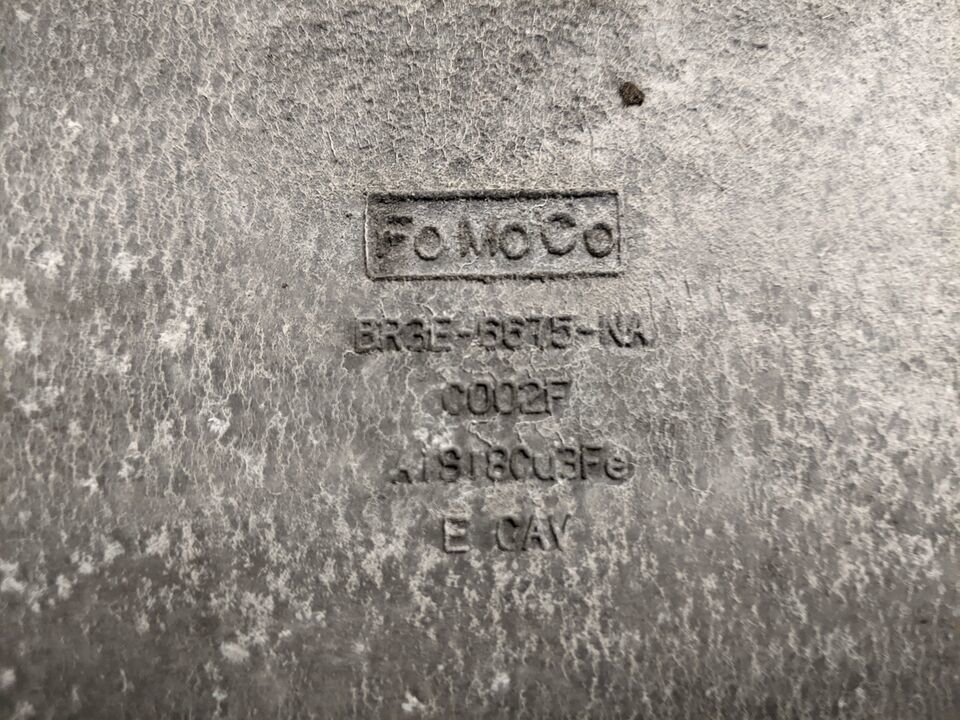 FoMoCo
BR3E-6675-NA
C002F
AlSi8Cu3Fe
E CAV